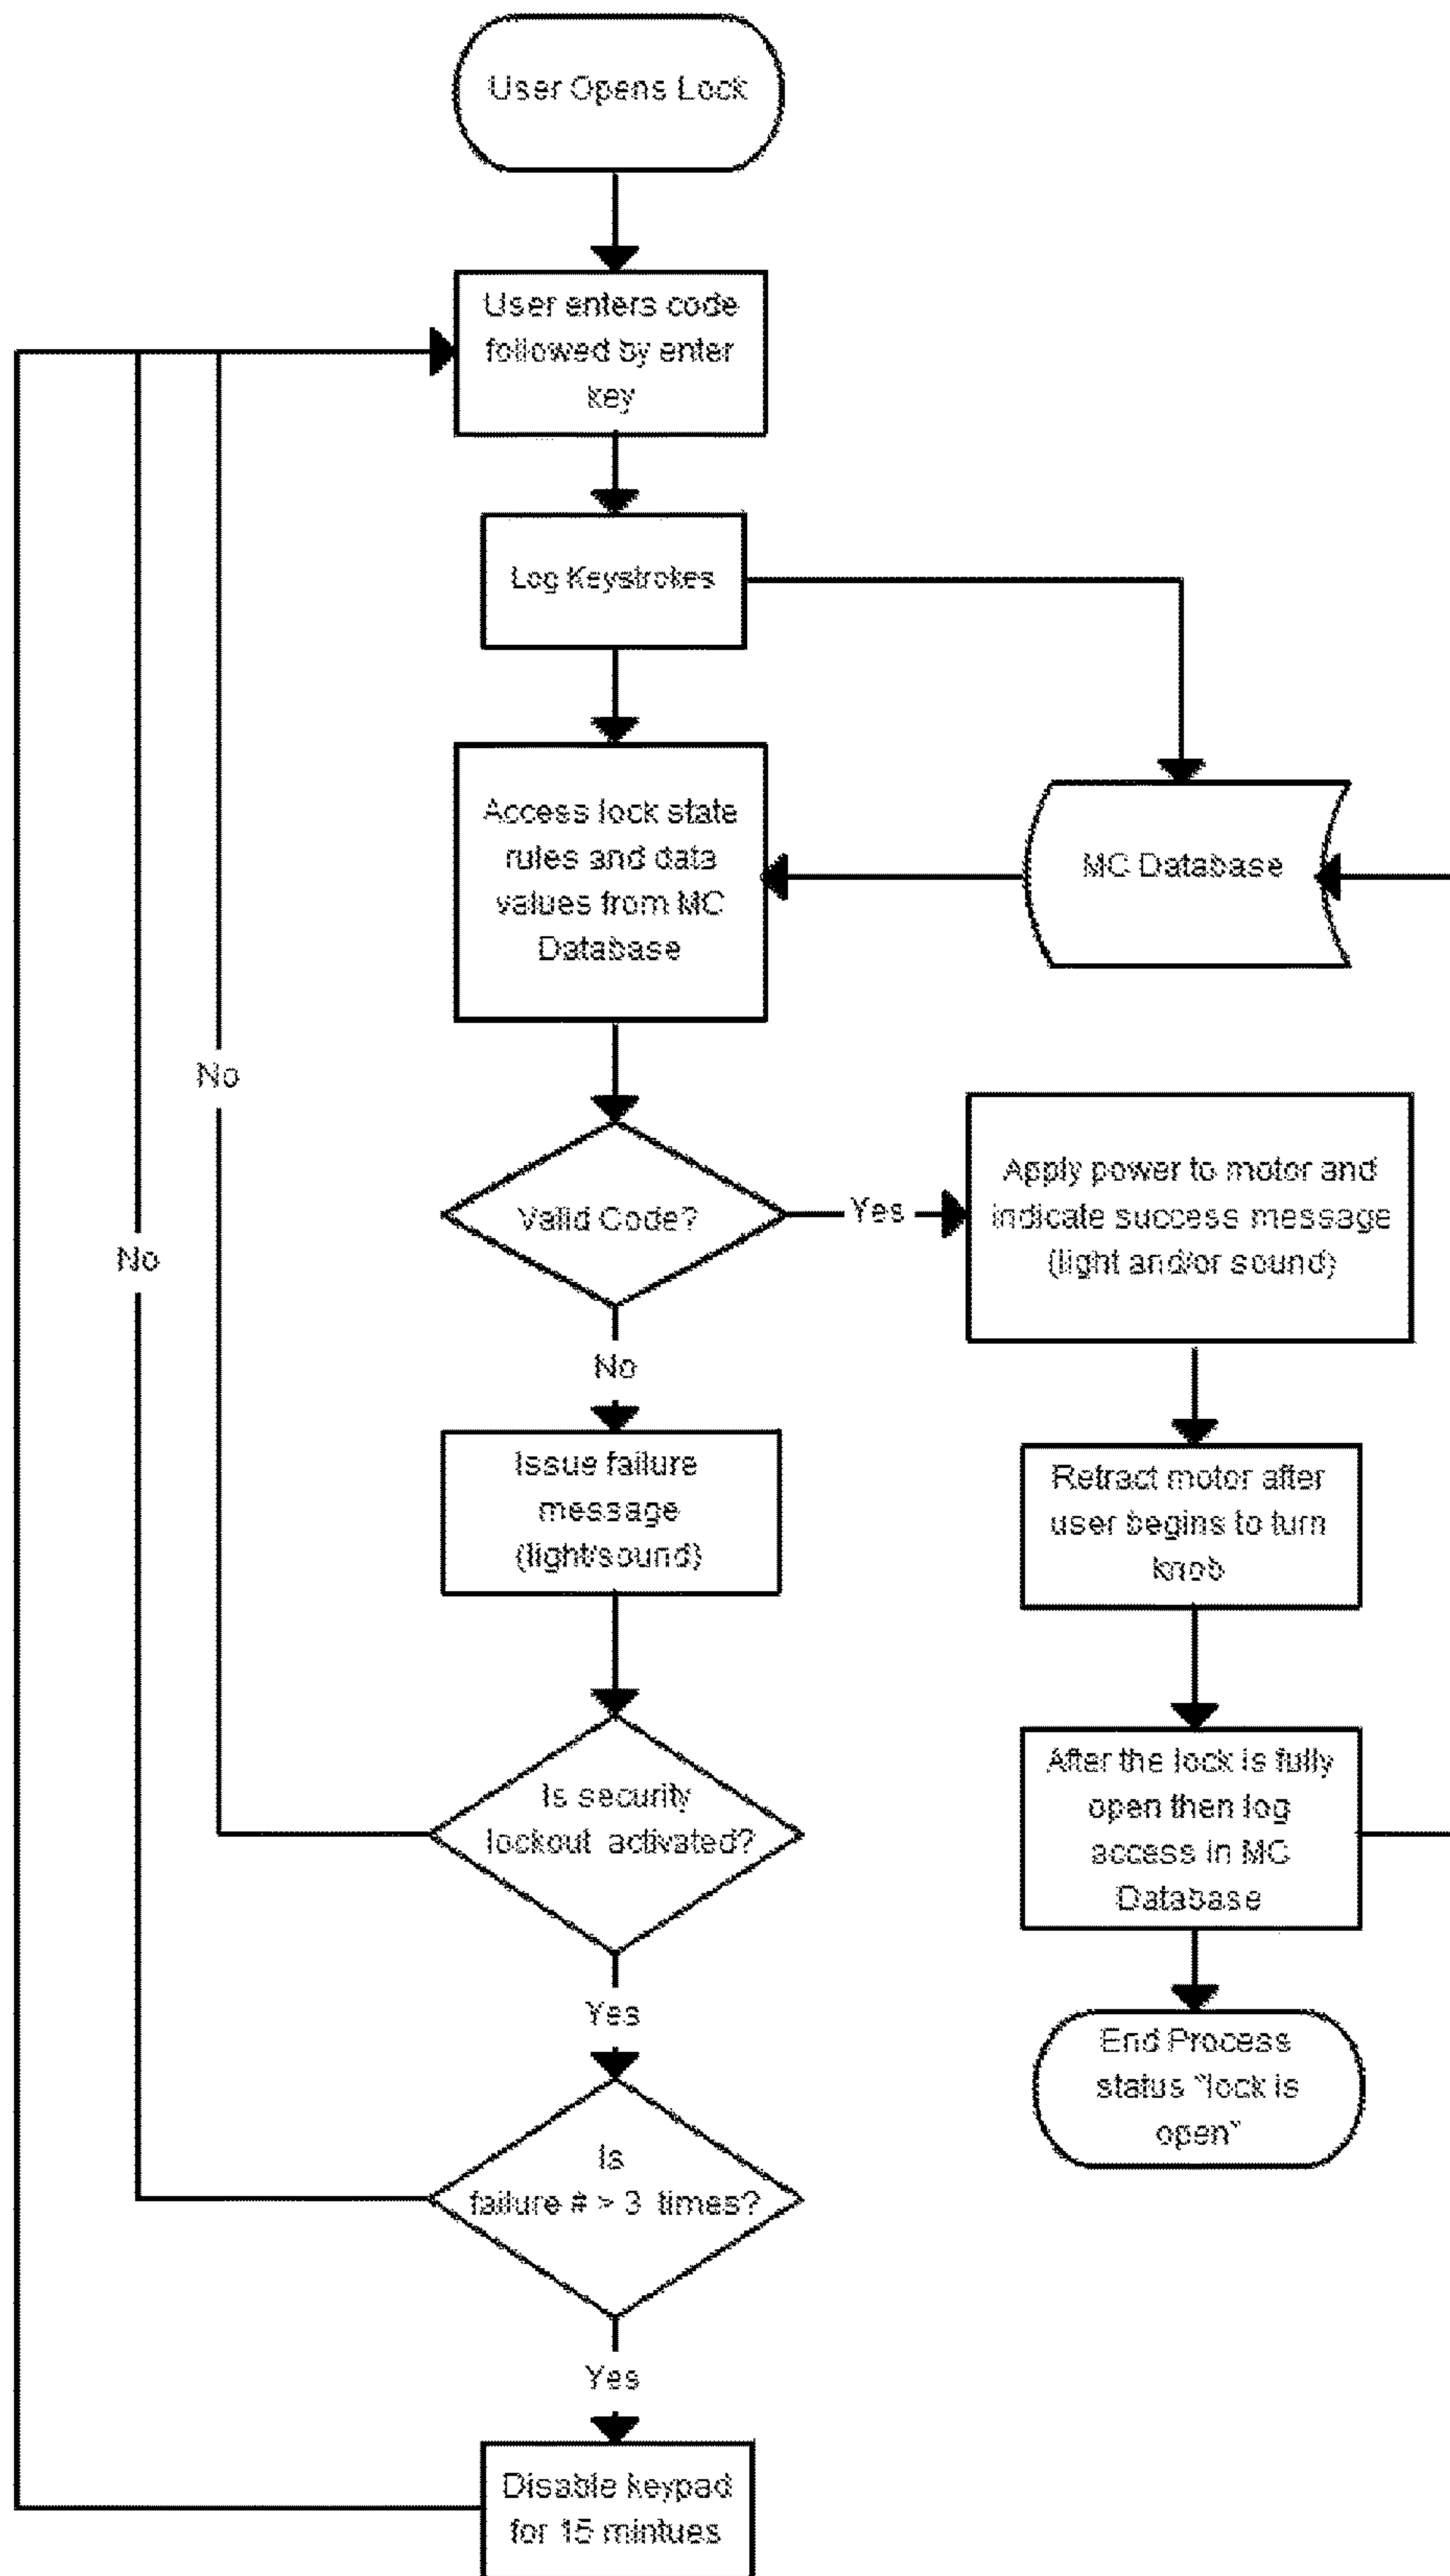 User Opens Lock
User enters code
followed by enter
key
Log Keystrokes
Access lock state
rules and data
values from MC
Database
MC Database
No
Valid Code?
Yes
Apply power to motor and
indicate success message
(light and/or sound)
No
No
Issue failure
message
(light/sound)
Retract motor after
user begins to turn
knob
Is security
lockout activated?
After the lock is fully
open then log
access in MC
Database
Yes
End Process
status "lock is
open"
Is
failure # > 3 times?
Yes
Disable keypad
for 15 mintues